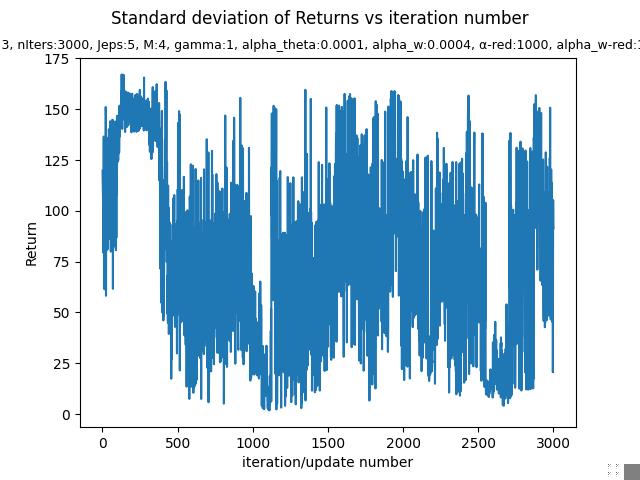 Standard deviation of Returns vs iteration number
3, nIters:3000, Jeps:5, M:4, gamma:1, alpha_theta:0.0001, alpha_w:0.0004, α-red:1000, alpha_w-red:1
175
150
125
100
75
50
25
0
Return
0 500 1000 1500 2000 2500 3000
iteration/update number